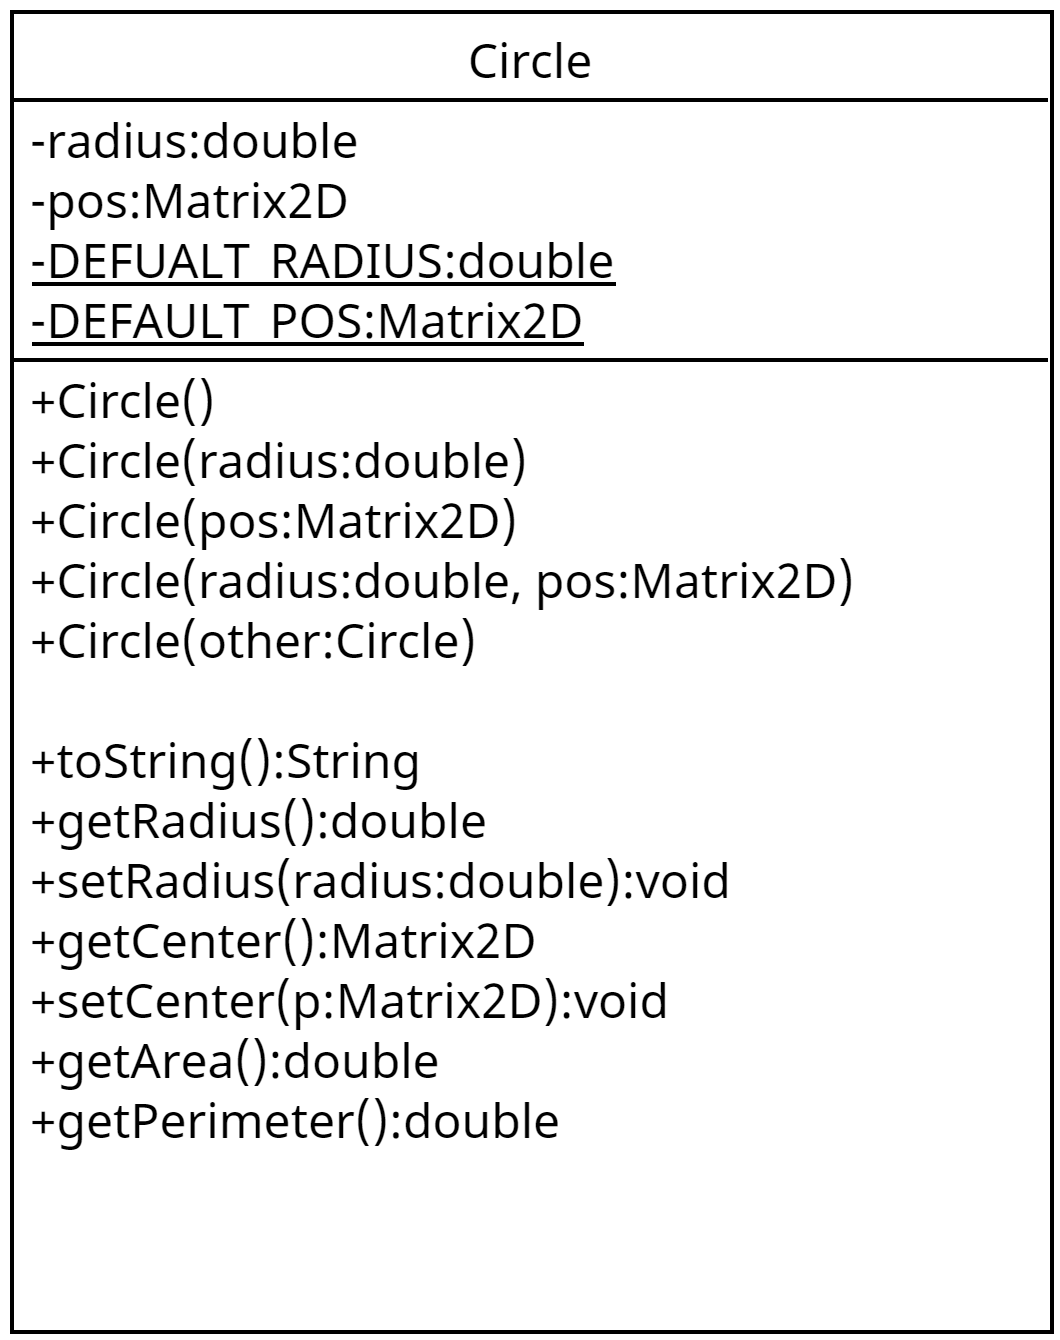 Circle
-radius:double
-pos:Matrix2D
-DEFUALT_RADIUS:double
-DEFAULT_POS:Matrix2D
+Circle()
+Circle(radius:double)
+Circle(pos:Matrix2D)
+Circle(radius:double, pos:Matrix2D)
+Circle(other:Circle)
+toString():String
+getRadius():double
+setRadius(radius:double):void
+getCenter():Matrix2D
+setCenter(p:Matrix2D):void
+getArea():double
+getPerimeter():double